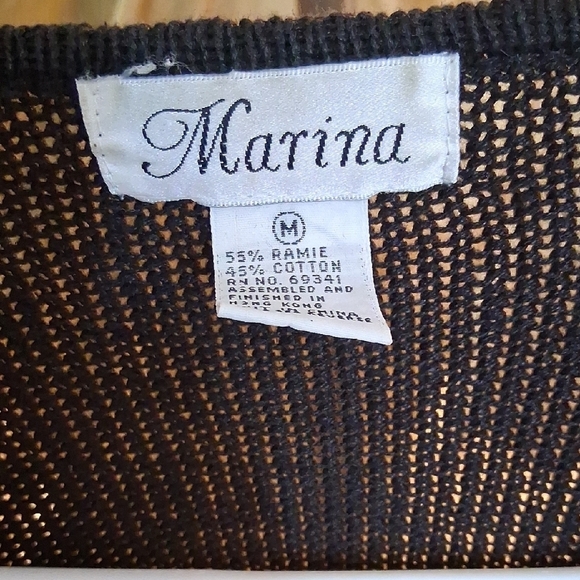 Marina
M
55% RAMIE
45% COTTON
RN NO. 69341
ASSEMBLED AND
FINISHED IN
HONG KONG